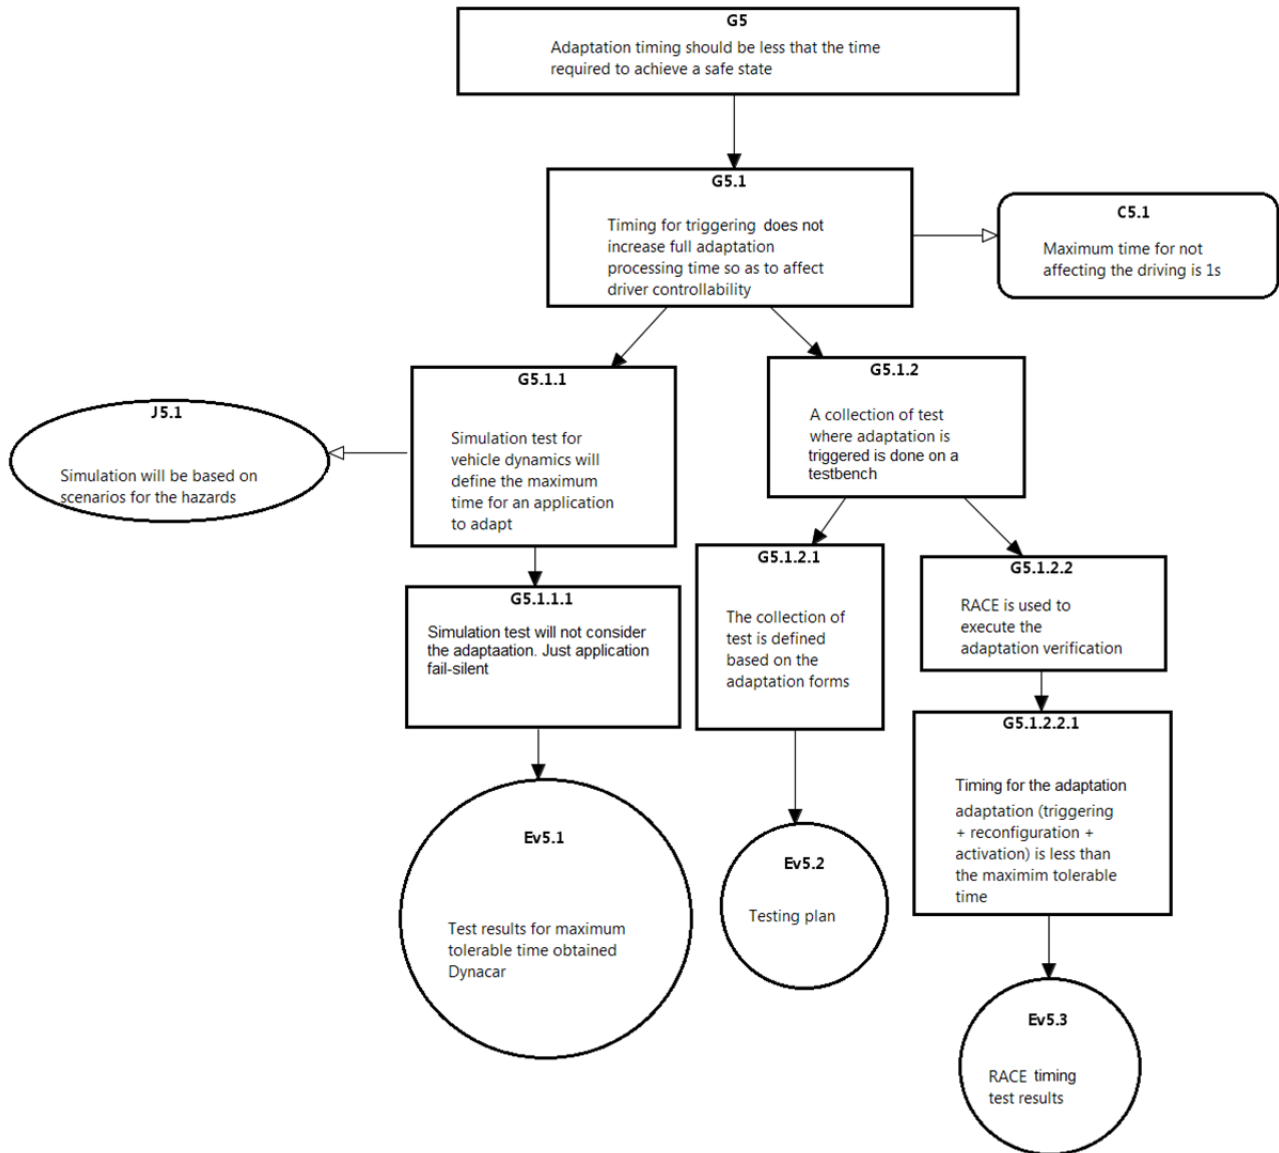 G5
Adaptation timing should be less that the time
required to achieve a safe state
G5.1
Timing for triggering does not
increase full adaptation
processing time so as to affect
driver controllability
C5.1
Maximum time for not
affecting the driving is 1s
G5.1.1
Simulation test for
vehicle dynamics will
define the maximum
time for an application
to adapt
G5.1.2
A collection of test
where adaptation is
triggered is done on a
testbench
J5.1
Simulation will be based on
scenarios for the hazards
G5.1.1.1
Simulation test will not consider
the adaptaation. Just application
fail-silent
G5.1.2.1
The collection of
test is defined
based on the
adaptation forms
G5.1.2.2
RACE is used to
execute the
adaptation verification
G5.1.2.2.1
Timing for the adaptation
adaptation (triggering
+ reconfiguration +
activation) is less than
the maximim tolerable
time
Ev5.1
Test results for maximum
tolerable time obtained
Dynacar
Ev5.2
Testing plan
Ev5.3
RACE timing
test results